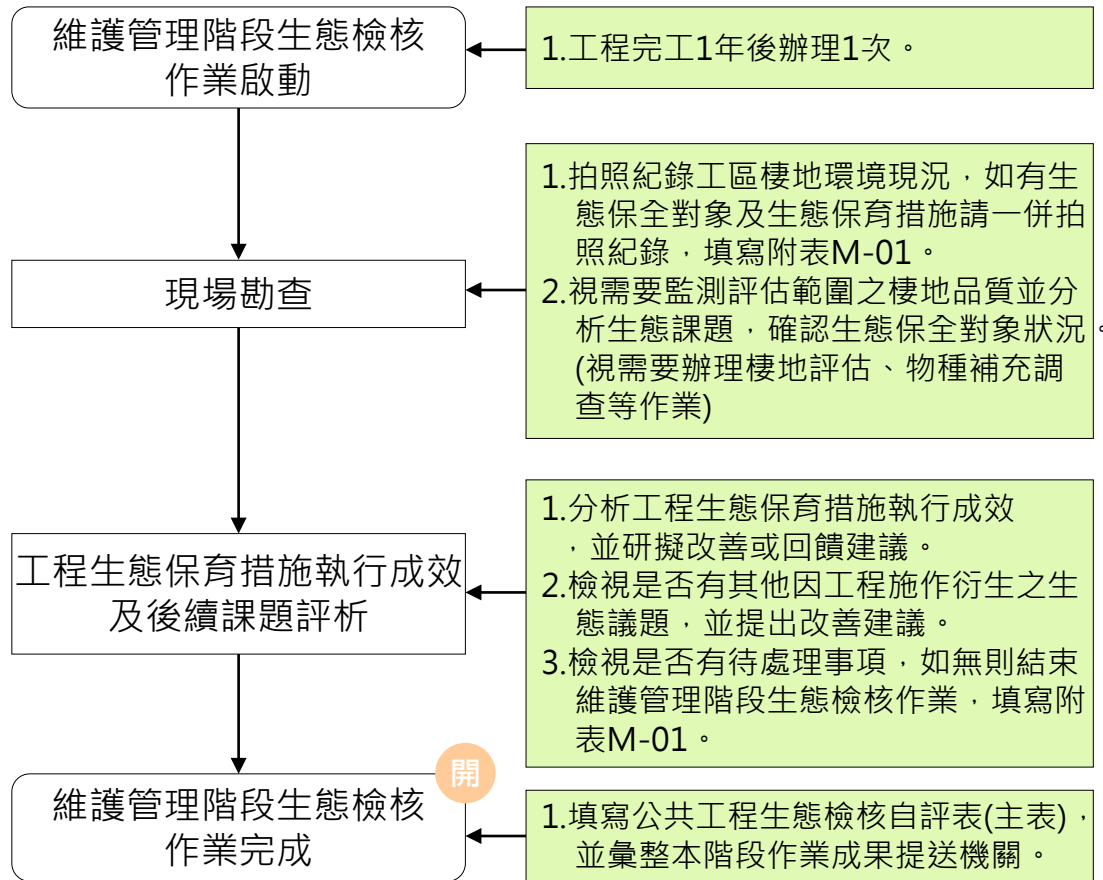 維護管理階段生態檢核
作業啟動
1.工程完工1年後辦理1次。
1.拍照紀錄工區棲地環境現況，如有生
態保全對象及生態保育措施請一併拍
照紀錄，填寫附表M-01。
現場勘查
2.視需要監測評估範圍之棲地品質並分
析生態課題，確認生態保全對象狀況。
(視需要辦理棲地評估、物種補充調
查等作業)
1.分析工程生態保育措施執行成效
，並研擬改善或回饋建議。
工程生態保育措施執行成效
及後續課題評析
2.檢視是否有其他因工程施作衍生之生
態議題，並提出改善建議。
3.檢視是否有待處理事項，如無則結束
維護管理階段生態檢核作業，填寫附
表M-01。
開
維護管理階段生態檢核
作業完成
1.填寫公共工程生態檢核自評表(主表)，
並彙整本階段作業成果提送機關。